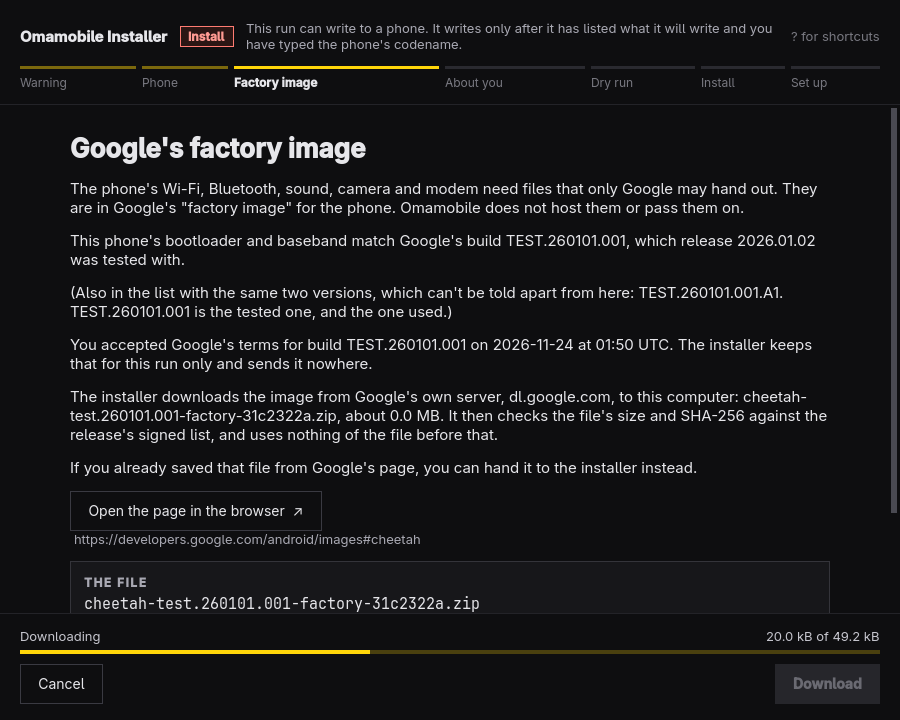 Omamobile Installer
Install
This run can write to a phone. It writes only after it has listed what it will write and you
have typed the phone's codename.
? for shortcuts
Warning
Phone
Factory image
About you
Dry run
Install
Set up
Google's factory image
The phone's Wi-Fi, Bluetooth, sound, camera and modem need files that only Google may hand out. They
are in Google's "factory image" for the phone. Omamobile does not host them or pass them on.
This phone's bootloader and baseband match Google's build TEST.260101.001, which release 2026.01.02
was tested with.
(Also in the list with the same two versions, which can't be told apart from here: TEST.260101.001.A1.
TEST.260101.001 is the tested one, and the one used.)
You accepted Google's terms for build TEST.260101.001 on 2026-11-24 at 01:50 UTC. The installer keeps
that for this run only and sends it nowhere.
The installer downloads the image from Google's own server, dl.google.com, to this computer: cheetah-
test.260101.001-factory-31c2322a.zip, about 0.0 MB. It then checks the file's size and SHA-256 against the
release's signed list, and uses nothing of the file before that.
If you already saved that file from Google's page, you can hand it to the installer instead.
Open the page in the browser ↗
https://developers.google.com/android/images#cheetah
THE FILE
cheetah-test.260101.001-factory-31c2322a.zip
Downloading
20.0 kB of 49.2 kB
Cancel
Download